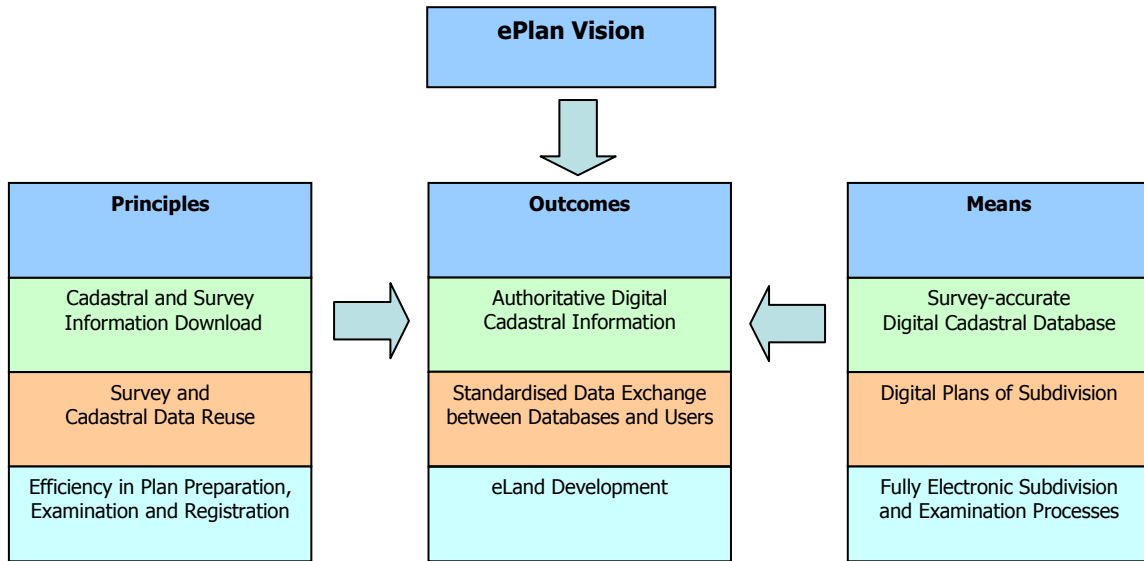 ePlan Vision
Principles
Cadastral and Survey
Information Download
Survey and
Cadastral Data Reuse
Efficiency in Plan Preparation,
Examination and Registration
Outcomes
Authoritative Digital
Cadastral Information
Standardised Data Exchange
between Databases and Users
eLand Development
Means
Survey-accurate
Digital Cadastral Database
Digital Plans of Subdivision
Fully Electronic Subdivision
and Examination Processes